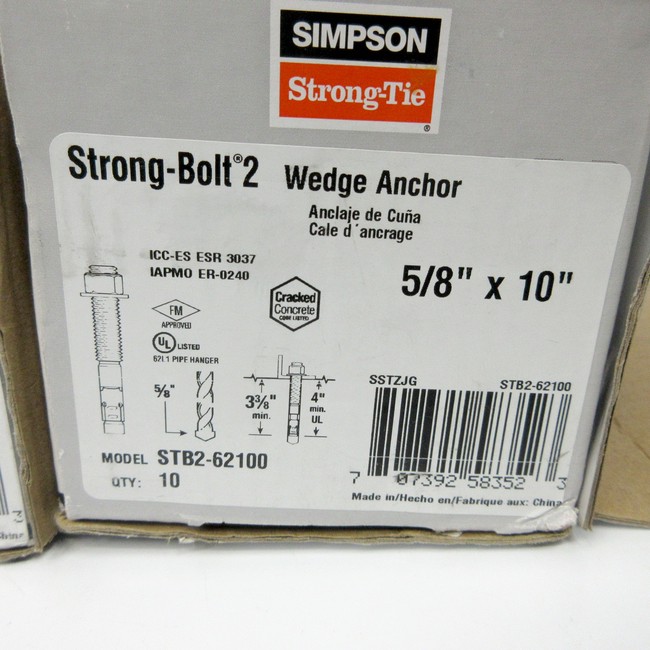 SIMPSON
Strong-Tie
®
Strong-Bolt®2 Wedge Anchor
Anclaje de Cuña
Cale d'ancrage
ICC-ES ESR 3037
IAPMO ER-0240
5/8" x 10"
Cracked
Concrete
CODE LISTED
FM
APPROVED
UL LISTED
62L1 PIPE HANGER
5/8"
3 3/8"
min.
4"
min.
UL
SSTZJG STB2-62100
7 07392 58352 3
MODEL STB2-62100
QTY: 10
Made in/Hecho en/Fabrique aux: China